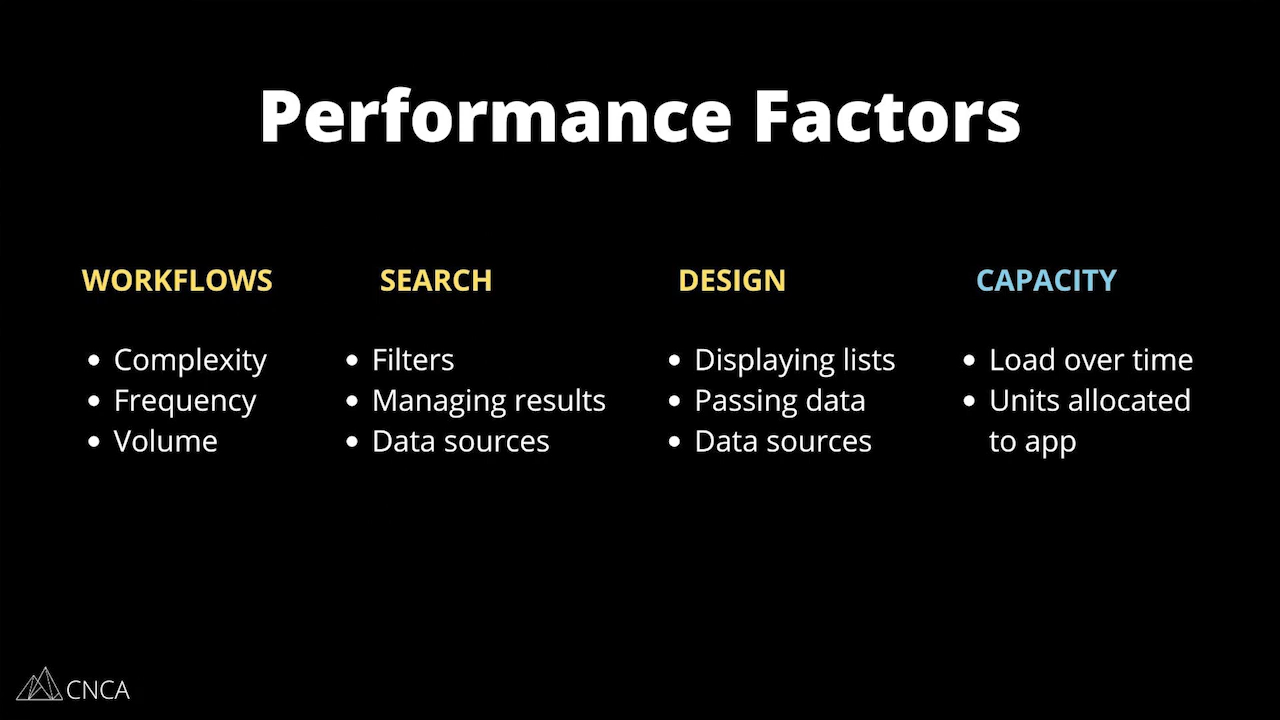 Performance Factors
WORKFLOWS
• Complexity
• Frequency
• Volume
SEARCH
• Filters
• Managing results
• Data sources
DESIGN
• Displaying lists
• Passing data
• Data sources
CAPACITY
• Load over time
• Units allocated
to app
CNCA